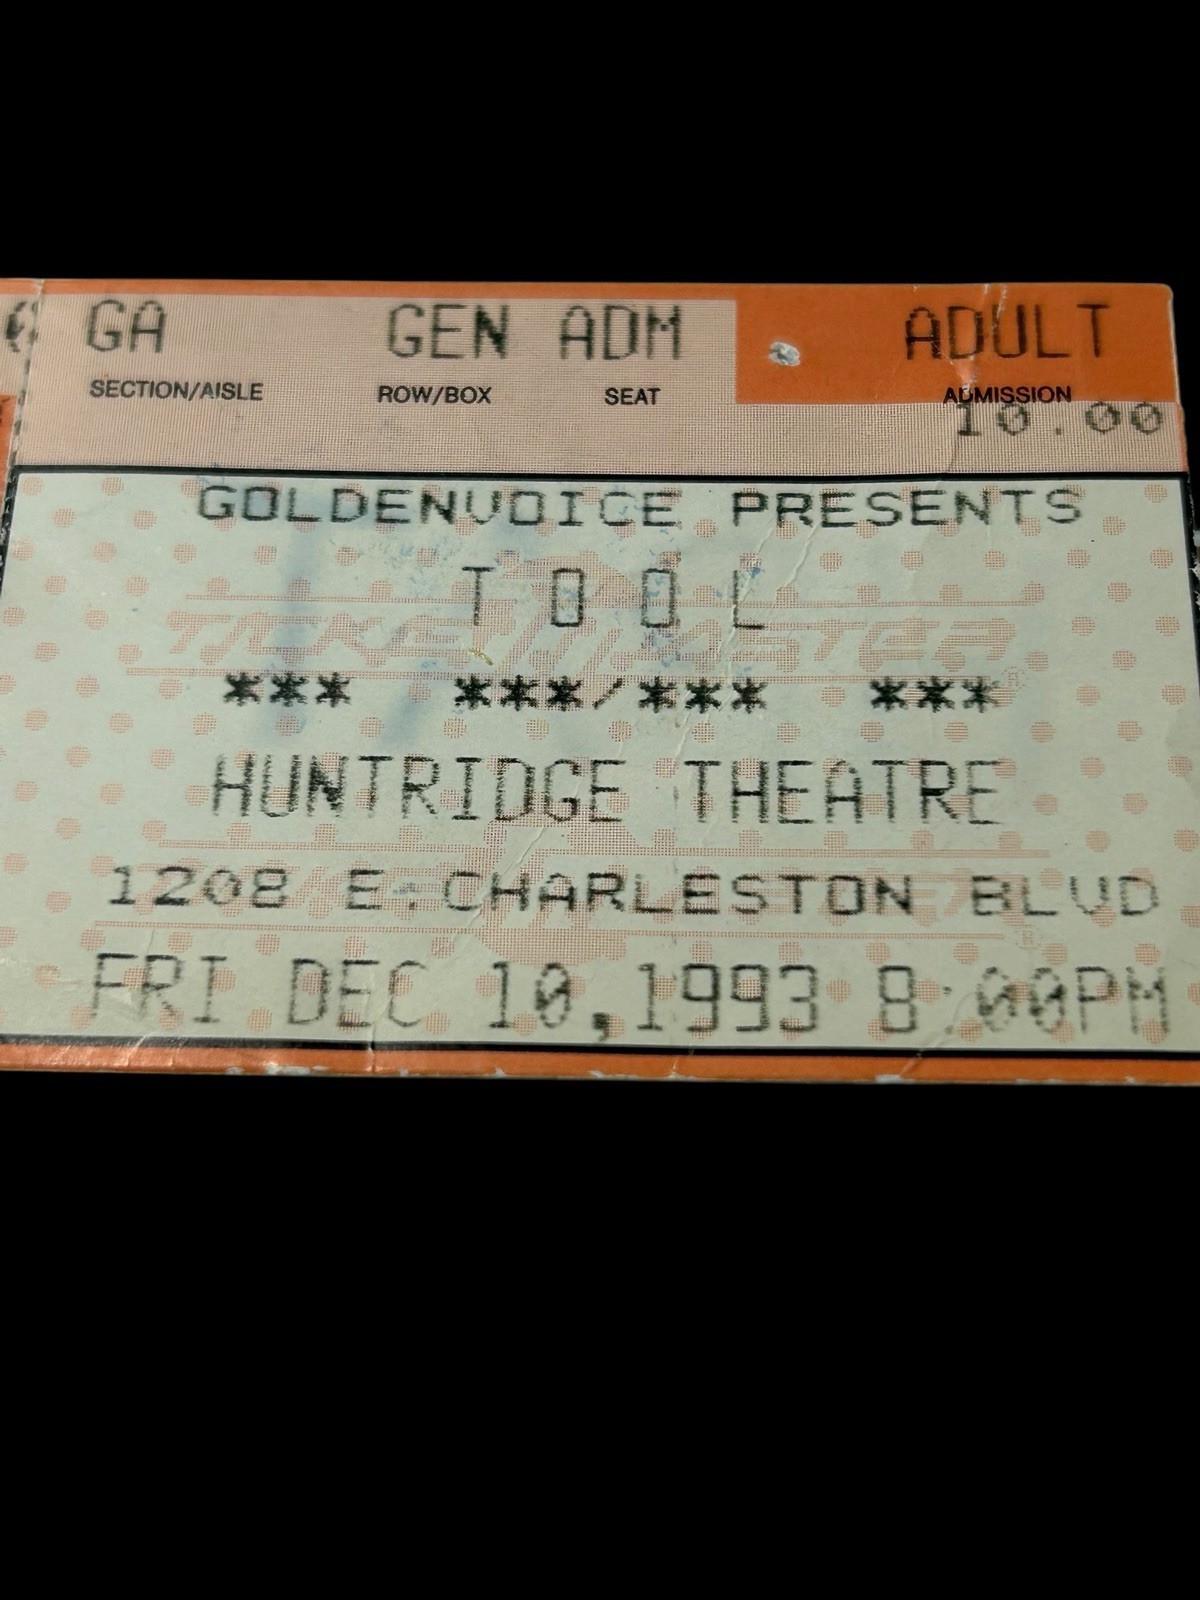 GA GEN ADM ADULT
SECTION/AISLE ROW/BOX SEAT ADMISSION
10.00
GOLDENVOICE PRESENTS
T O O L
TICKETMASTER
*** ***/*** ***
HUNTRIDGE THEATRE
1208 E.CHARLESTON BLVD
FRI DEC 10,1993 8:00PM